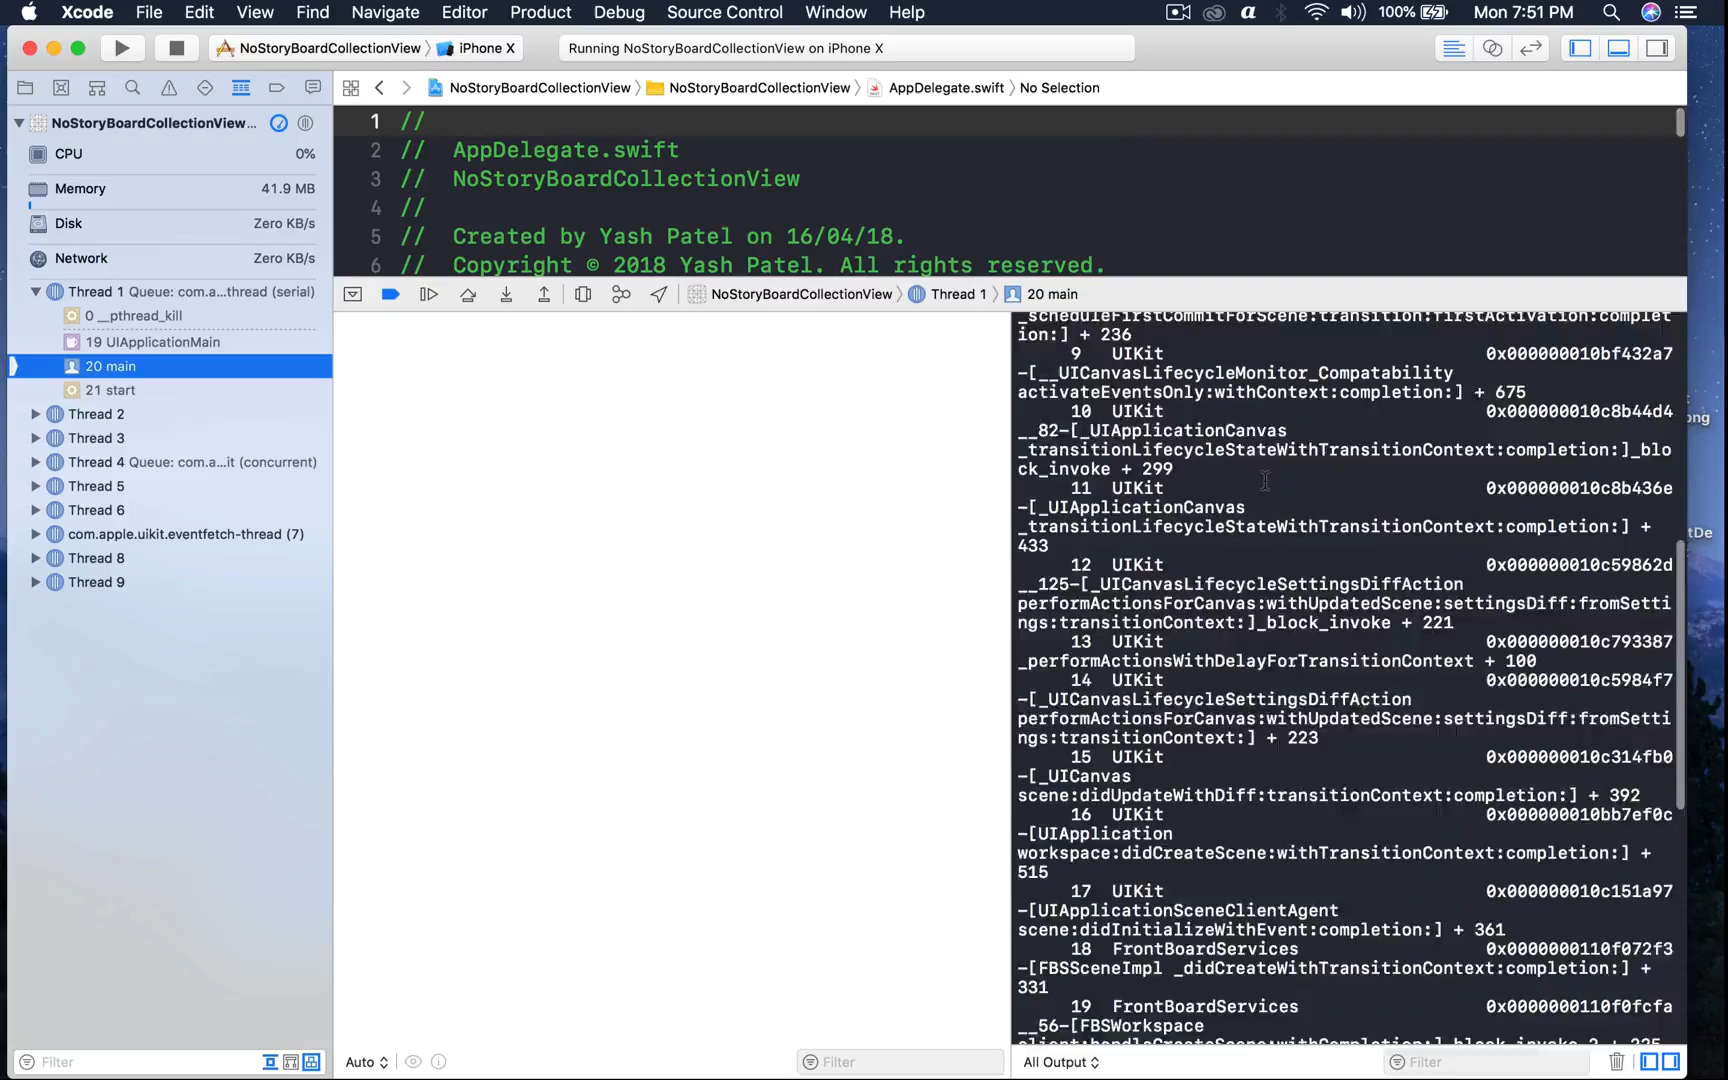 Xcode File Edit View Find Navigate Editor Product Debug Source Control Window Help 100% Mon 7:51 PM
NoStoryBoardCollectionView iPhone X Running NoStoryBoardCollectionView on iPhone X
NoStoryBoardCollectionView NoStoryBoardCollectionView AppDelegate.swift No Selection
NoStoryBoardCollectionView...
CPU 0%
Memory 41.9 MB
Disk Zero KB/s
Network Zero KB/s
Thread 1 Queue: com.a...thread (serial)
0 __pthread_kill
19 UIApplicationMain
20 main
21 start
Thread 2
Thread 3
Thread 4 Queue: com.a...it (concurrent)
Thread 5
Thread 6
com.apple.uikit.eventfetch-thread (7)
Thread 8
Thread 9
Filter
1 //
2 // AppDelegate.swift
3 // NoStoryBoardCollectionView
4 //
5 // Created by Yash Patel on 16/04/18.
6 // Copyright © 2018 Yash Patel. All rights reserved.
NoStoryBoardCollectionView Thread 1 20 main
_scheduleFirstCommitForScene:transition:firstActivation:complet
ion:] + 236
9 UIKit 0x000000010bf432a7
-[__UICanvasLifecycleMonitor_Compatability
activateEventsOnly:withContext:completion:] + 675
10 UIKit 0x000000010c8b44d4
__82-[_UIApplicationCanvas
_transitionLifecycleStateWithTransitionContext:completion:]_blo
ck_invoke + 299
11 UIKit 0x000000010c8b436e
-[_UIApplicationCanvas
_transitionLifecycleStateWithTransitionContext:completion:] +
433
12 UIKit 0x000000010c59862d
__125-[_UICanvasLifecycleSettingsDiffAction
performActionsForCanvas:withUpdatedScene:settingsDiff:fromSetti
ngs:transitionContext:]_block_invoke + 221
13 UIKit 0x000000010c793387
_performActionsWithDelayForTransitionContext + 100
14 UIKit 0x000000010c5984f7
-[_UICanvasLifecycleSettingsDiffAction
performActionsForCanvas:withUpdatedScene:settingsDiff:fromSetti
ngs:transitionContext:] + 223
15 UIKit 0x000000010c314fb0
-[_UICanvas
scene:didUpdateWithDiff:transitionContext:completion:] + 392
16 UIKit 0x000000010bb7ef0c
-[UIApplication
workspace:didCreateScene:withTransitionContext:completion:] +
515
17 UIKit 0x000000010c151a97
-[UIApplicationSceneClientAgent
scene:didInitializeWithEvent:completion:] + 361
18 FrontBoardServices 0x0000000110f072f3
-[FBSSceneImpl _didCreateWithTransitionContext:completion:] +
331
19 FrontBoardServices 0x0000000110f0fcfa
__56-[FBSWorkspace
client:handleCreateScene:withCompletion:]_block_invoke_2 + 225
Auto Filter All Output Filter
ong
tDe